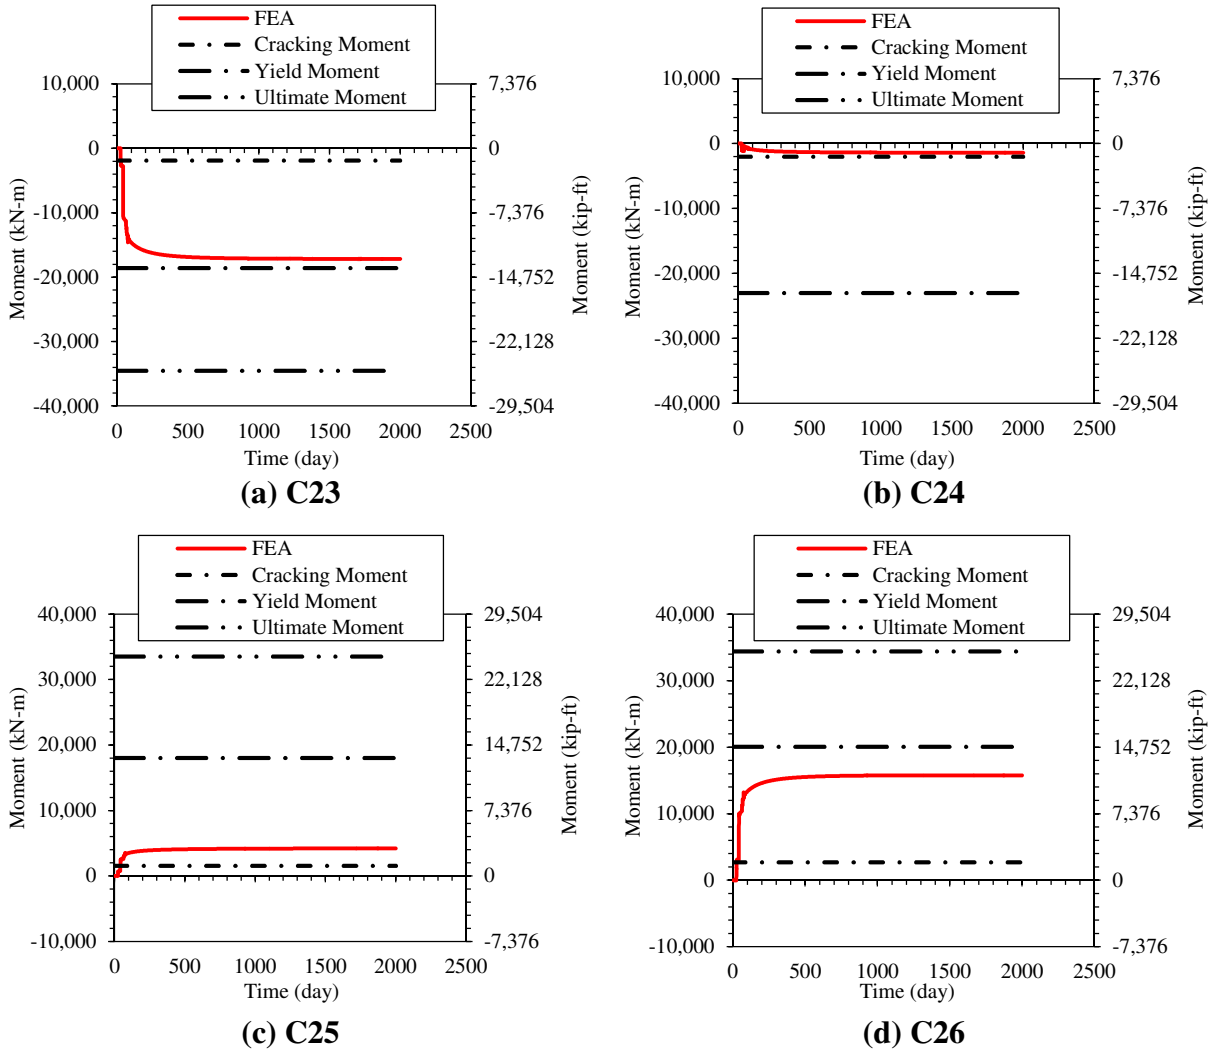 FEA
Cracking Moment
Yield Moment
Ultimate Moment
10,000
0
-10,000
-20,000
-30,000
-40,000
7,376
0
-7,376
-14,752
-22,128
-29,504
Moment (kN-m)
Moment (kip-ft)
0 500 1000 1500 2000 2500
Time (day)
(a) C23
FEA
Cracking Moment
Yield Moment
Ultimate Moment
10,000
0
-10,000
-20,000
-30,000
-40,000
7,376
0
-7,376
-14,752
-22,128
-29,504
Moment (kN-m)
Moment (kip-ft)
0 500 1000 1500 2000 2500
Time (day)
(b) C24
FEA
Cracking Moment
Yield Moment
Ultimate Moment
40,000
30,000
20,000
10,000
0
-10,000
29,504
22,128
14,752
7,376
0
-7,376
Moment (kN-m)
Moment (kip-ft)
0 500 1000 1500 2000 2500
Time (day)
(c) C25
FEA
Cracking Moment
Yield Moment
Ultimate Moment
40,000
30,000
20,000
10,000
0
-10,000
29,504
22,128
14,752
7,376
0
-7,376
Moment (kN-m)
Moment (kip-ft)
0 500 1000 1500 2000 2500
Time (day)
(d) C26